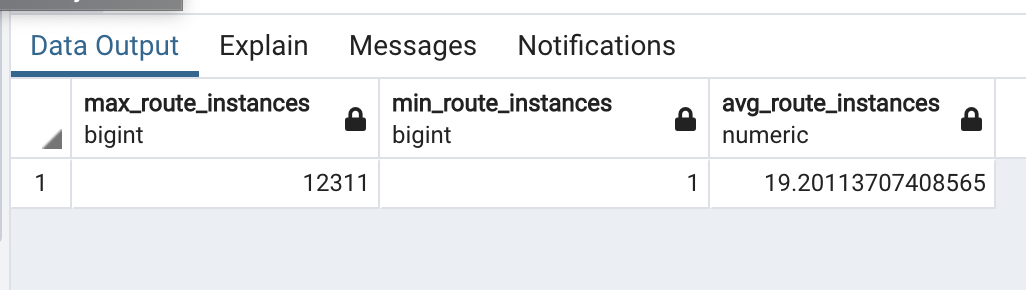 Data Output Explain Messages Notifications
max_route_instances min_route_instances avg_route_instances
bigint bigint numeric
1 12311 1 19.20113707408565